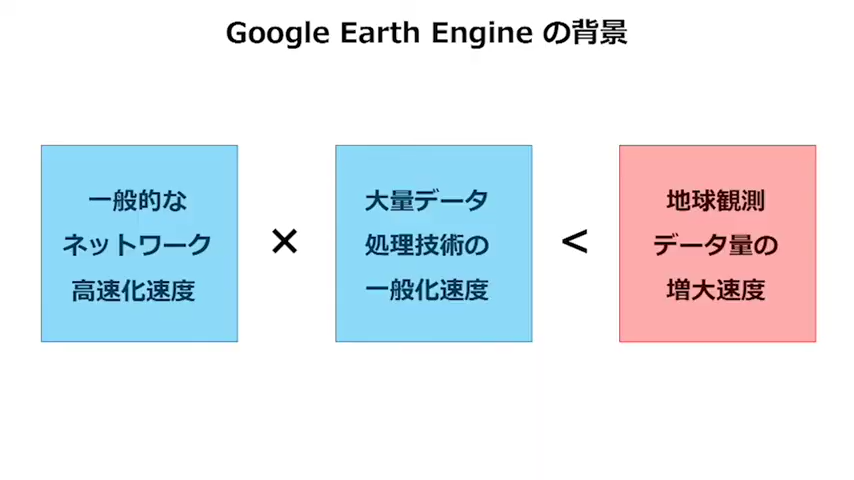 Google Earth Engine の背景
一般的な
ネットワーク
高速化速度
×
大量データ
処理技術の
一般化速度
<
地球観測
データ量の
増大速度